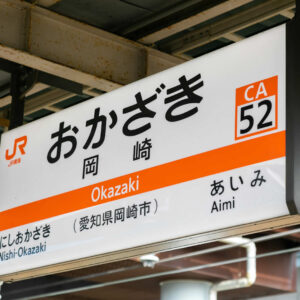 JR
JR東海
おかざき
CA
52
岡崎
Okazaki
(愛知県岡崎市)
にしおかざき
Nishi-Okazaki
あいみ
Aimi